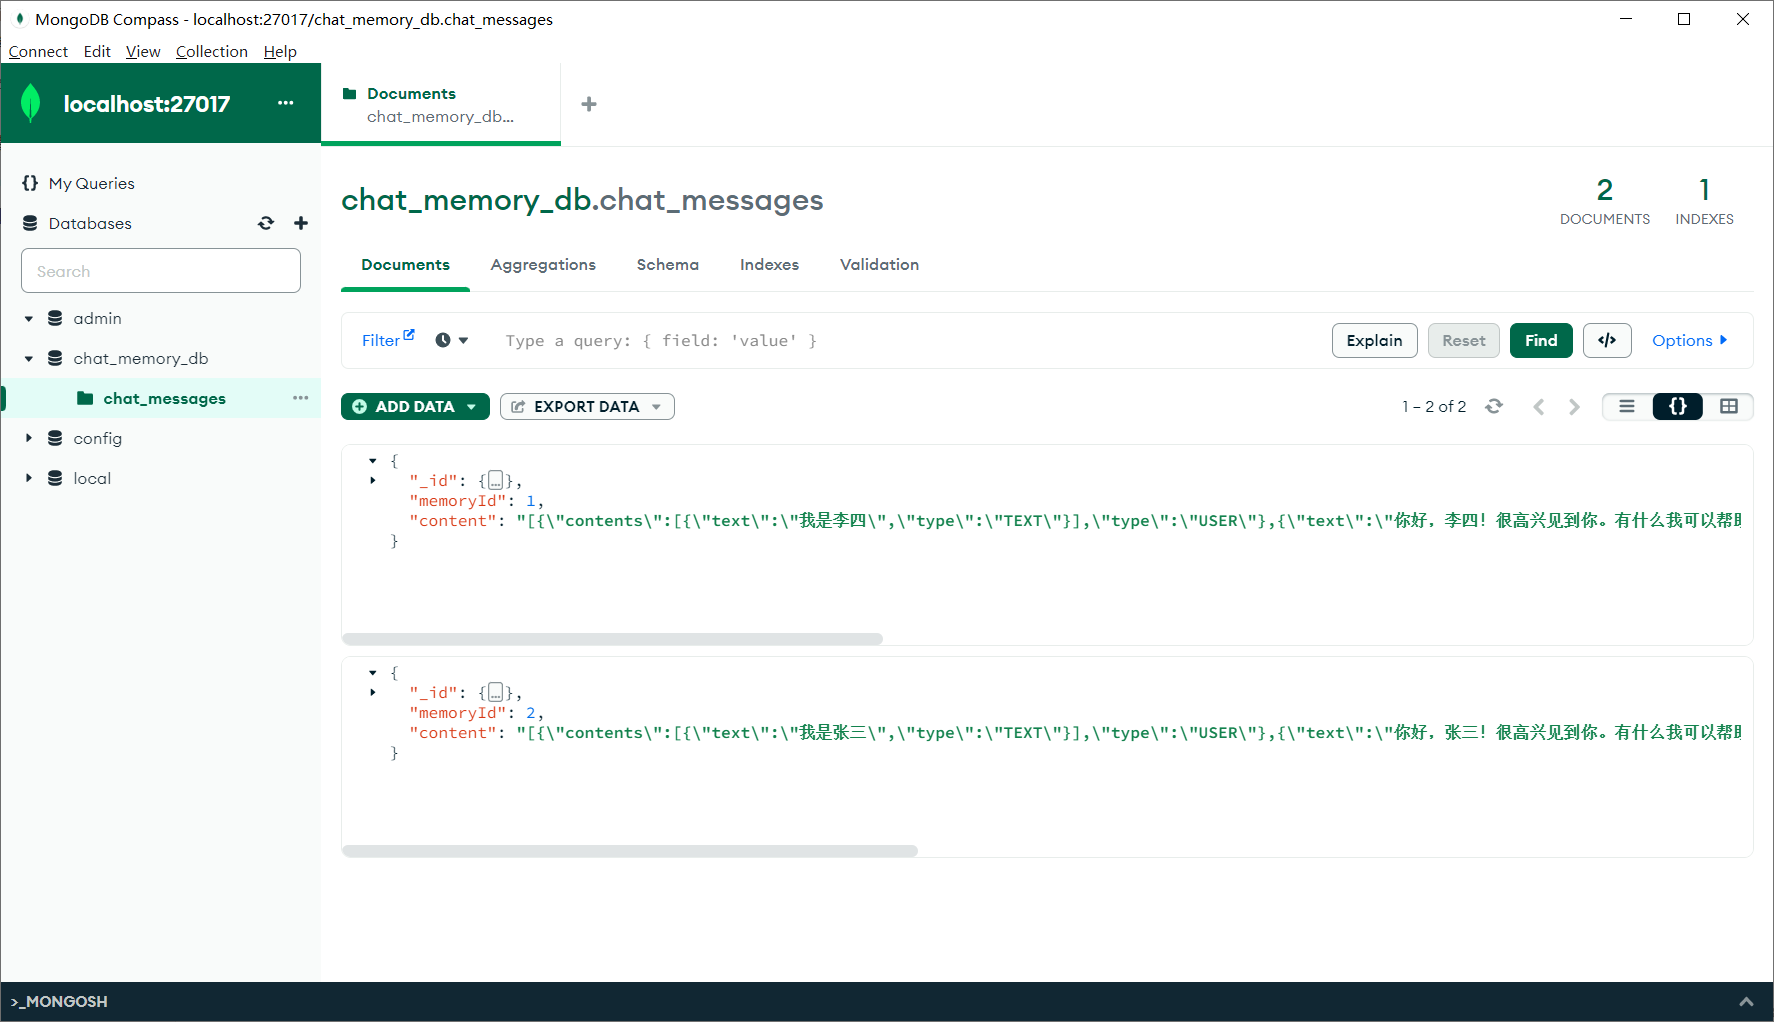 MongoDB Compass - localhost:27017/chat_memory_db.chat_messages
Connect Edit View Collection Help
localhost:27017 ...
Documents
chat_memory_db...
My Queries
Databases
Search
admin
chat_memory_db
chat_messages ...
config
local
chat_memory_db.chat_messages
2
DOCUMENTS
1
INDEXES
Documents Aggregations Schema Indexes Validation
Filter Type a query: { field: 'value' } Explain Reset Find </> Options
ADD DATA EXPORT DATA 1 – 2 of 2 {}
{
"_id": {...},
"memoryId": 1,
"content": "[{\"contents\":[{\"text\":\"我是李四\",\"type\":\"TEXT\"}],\"type\":\"USER\"},{\"text\":\"你好，李四！很高兴见到你。有什么我可以帮助
}
{
"_id": {...},
"memoryId": 2,
"content": "[{\"contents\":[{\"text\":\"我是张三\",\"type\":\"TEXT\"}],\"type\":\"USER\"},{\"text\":\"你好，张三！很高兴见到你。有什么我可以帮助
}
>_MONGOSH